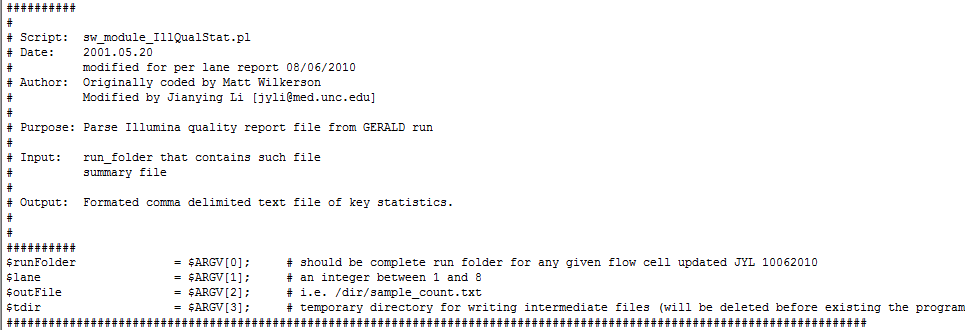 ##########
#
# Script:  sw_module_IllQualStat.pl
# Date:    2001.05.20
#          modified for per lane report 08/06/2010
# Author:  Originally coded by Matt Wilkerson
#          Modified by Jianying Li [jyli@med.unc.edu]
#
# Purpose: Parse Illumina quality report file from GERALD run
#
# Input:   run_folder that contains such file
#          summary file
#
# Output:  Formated comma delimited text file of key statistics.
#
#
##########
$runFolder              = $ARGV[0];     # should be complete run folder for any given flow cell updated JYL 10062010
$lane                   = $ARGV[1];     # an integer between 1 and 8
$outFile                = $ARGV[2];     # i.e. /dir/sample_count.txt
$tdir                   = $ARGV[3];     # temporary directory for writing intermediate files (will be deleted before existing the program
###########################################################################################################################